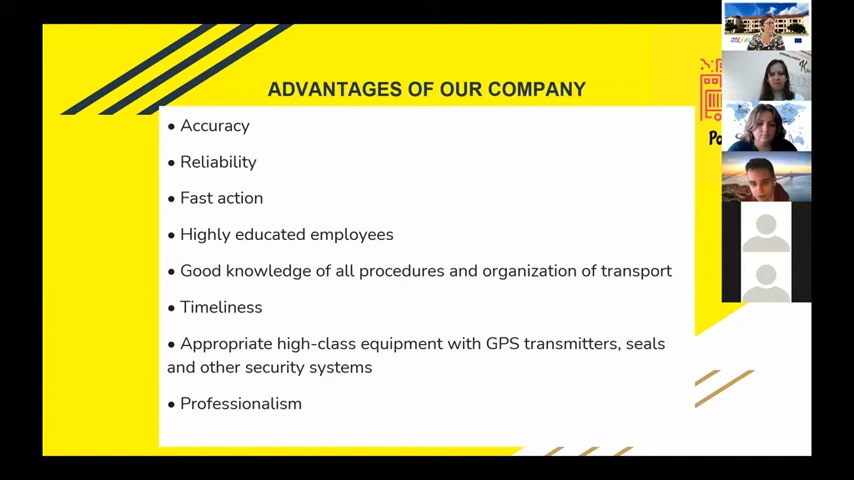 ADVANTAGES OF OUR COMPANY
• Accuracy
• Reliability
• Fast action
• Highly educated employees
• Good knowledge of all procedures and organization of transport
• Timeliness
• Appropriate high-class equipment with GPS transmitters, seals
and other security systems
• Professionalism